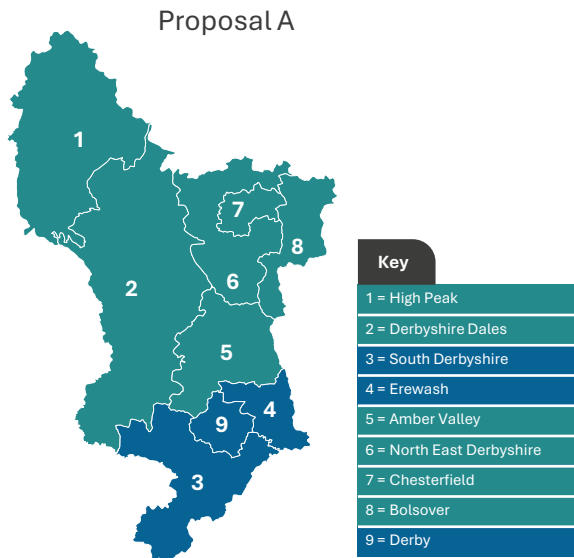 Proposal A
1
2
7
8
6
5
4
9
3
Key
1 = High Peak
2 = Derbyshire Dales
3 = South Derbyshire
4 = Erewash
5 = Amber Valley
6 = North East Derbyshire
7 = Chesterfield
8 = Bolsover
9 = Derby